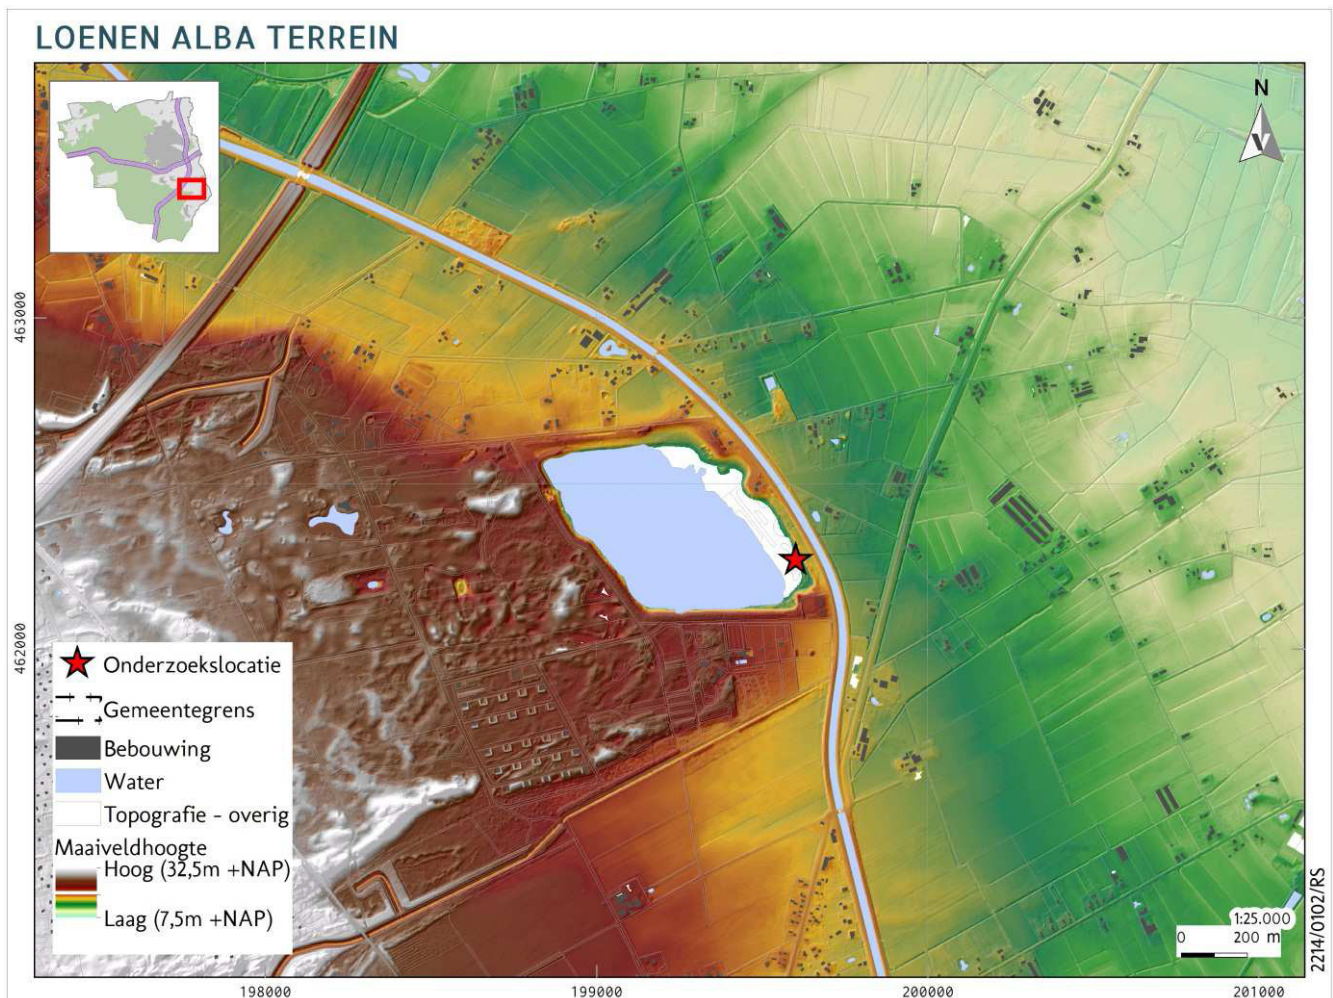 LOENEN ALBA TERREIN
N
463000
462000
Onderzoekslocatie
Gemeentegrens
Bebouwing
Water
Topografie - overig
Maaiveldhoogte
Hoog (32,5m +NAP)
Laag (7,5m +NAP)
1:25.000
0 200 m
2214/0102/RS
198000 199000 200000 201000